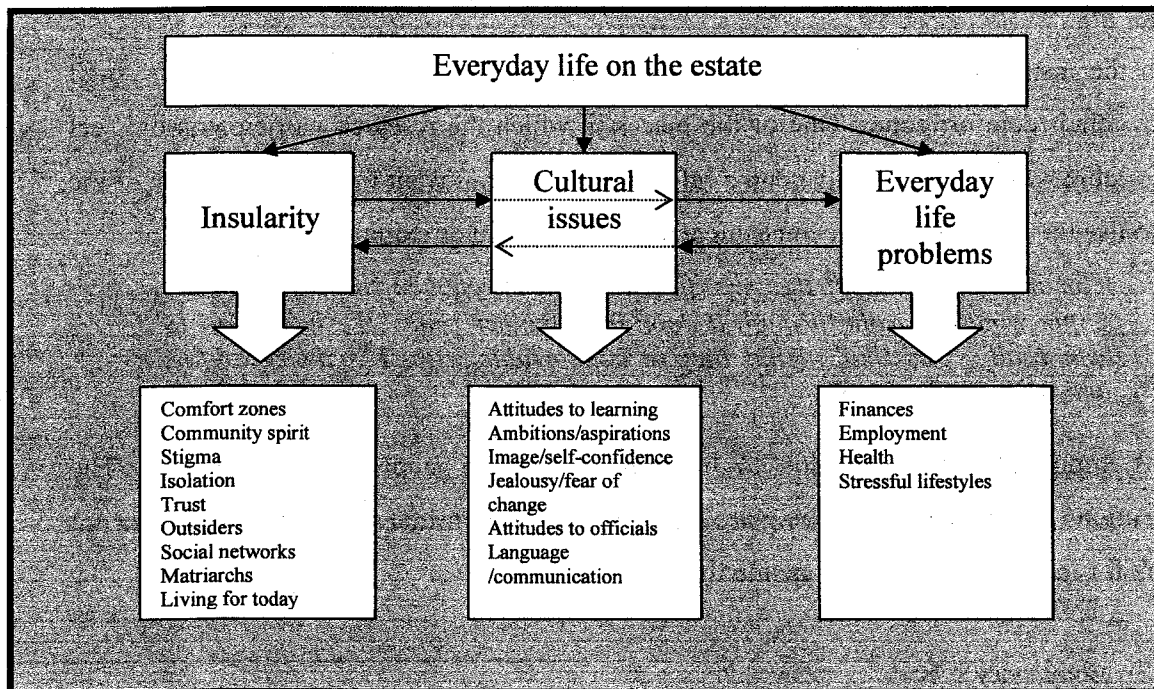 Everyday life on the estate
Insularity
Cultural
issues
Everyday
life
problems
Comfort zones
Community spirit
Stigma
Isolation
Trust
Outsiders
Social networks
Matriarchs
Living for today
Attitudes to learning
Ambitions/aspirations
Image/self-confidence
Jealousy/fear of
change
Attitudes to officials
Language
/communication
Finances
Employment
Health
Stressful lifestyles